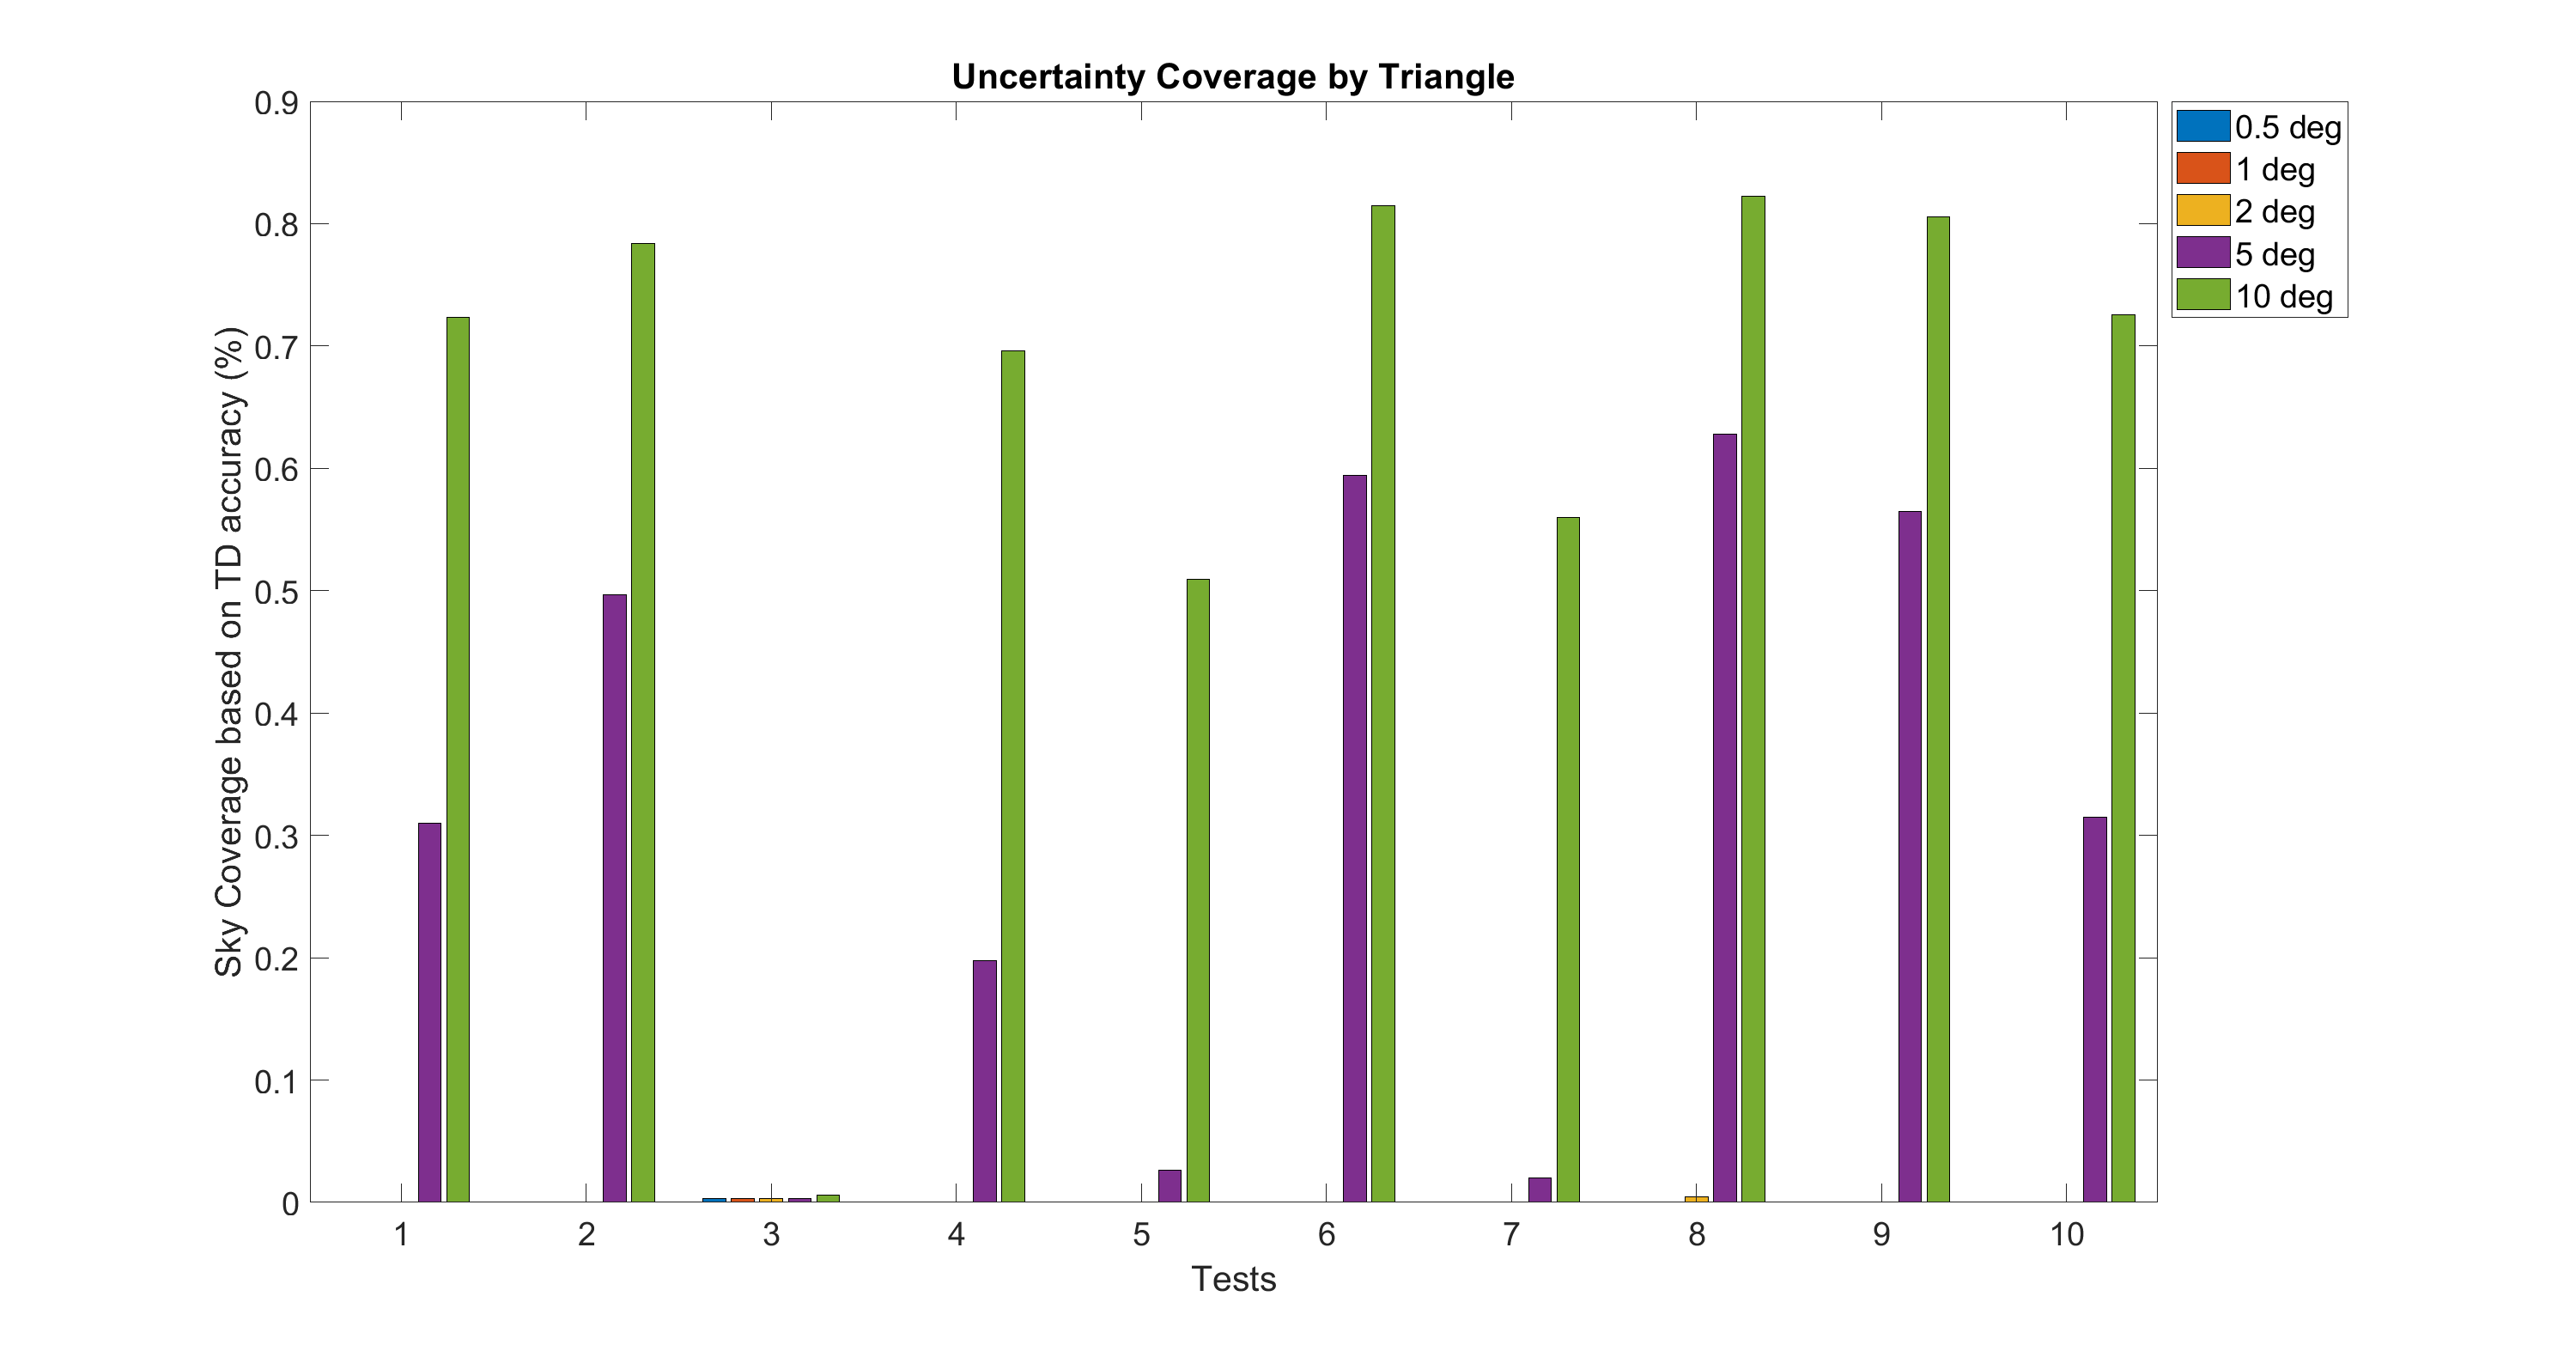 Uncertainty Coverage by Triangle
0.9
0.8
0.7
0.6
0.5
0.4
0.3
0.2
0.1
0
Sky Coverage based on TD accuracy (%)
1 2 3 4 5 6 7 8 9 10
Tests
0.5 deg
1 deg
2 deg
5 deg
10 deg